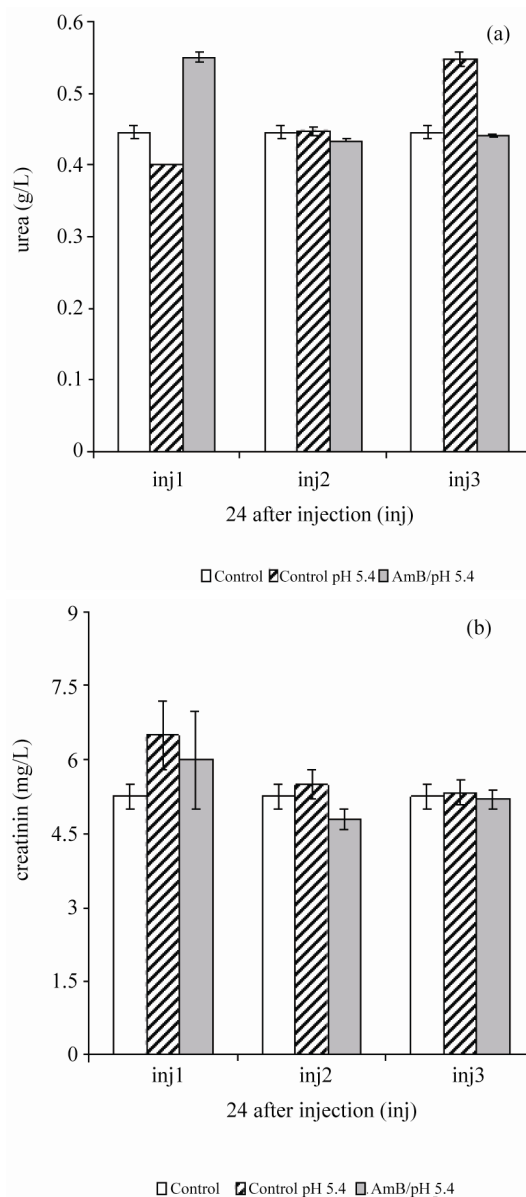 (a)
0.6
0.5
0.4
0.3
0.2
0.1
0
urea (g/L)
inj1 inj2 inj3
24 after injection (inj)
Control Control pH 5.4 AmB/pH 5.4
(b)
9
7.5
6
4.5
3
1.5
0
creatinin (mg/L)
inj1 inj2 inj3
24 after injection (inj)
Control Control pH 5.4 AmB/pH 5.4